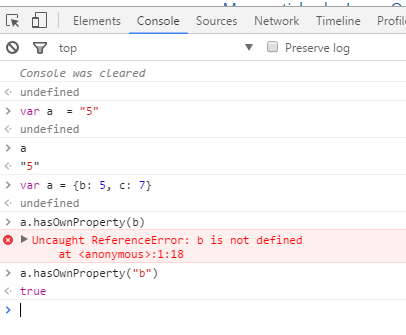 Elements Console Sources Network Timeline Profile
top Preserve log
Console was cleared
undefined
var a  = "5"
undefined
a
"5"
var a = {b: 5, c: 7}
undefined
a.hasOwnProperty(b)
Uncaught ReferenceError: b is not defined
at <anonymous>:1:18
a.hasOwnProperty("b")
true